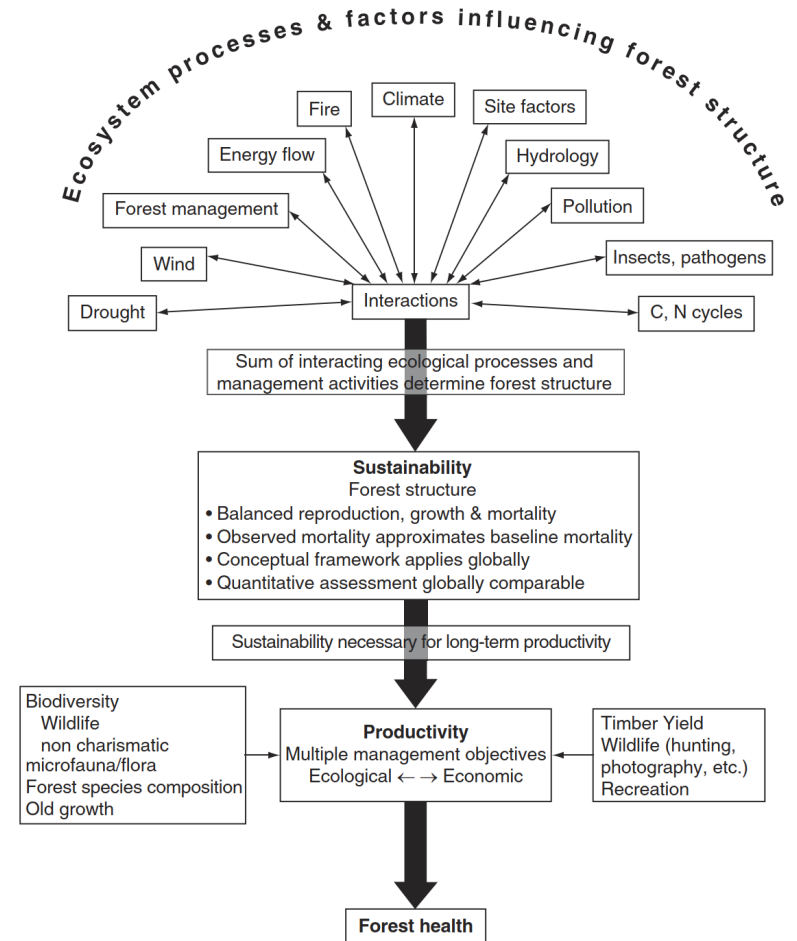 Ecosystem processes & factors influencing forest structure
Climate
Fire
Site factors
Energy flow
Hydrology
Forest management
Pollution
Wind
Insects, pathogens
Drought
Interactions
C, N cycles
Sum of interacting ecological processes and
management activities determine forest structure
Sustainability
Forest structure
• Balanced reproduction, growth & mortality
• Observed mortality approximates baseline mortality
• Conceptual framework applies globally
• Quantitative assessment globally comparable
Sustainability necessary for long-term productivity
Biodiversity
Wildlife
non charismatic
microfauna/flora
Forest species composition
Old growth
Productivity
Multiple management objectives
Ecological ← → Economic
Timber Yield
Wildlife (hunting,
photography, etc.)
Recreation
Forest health